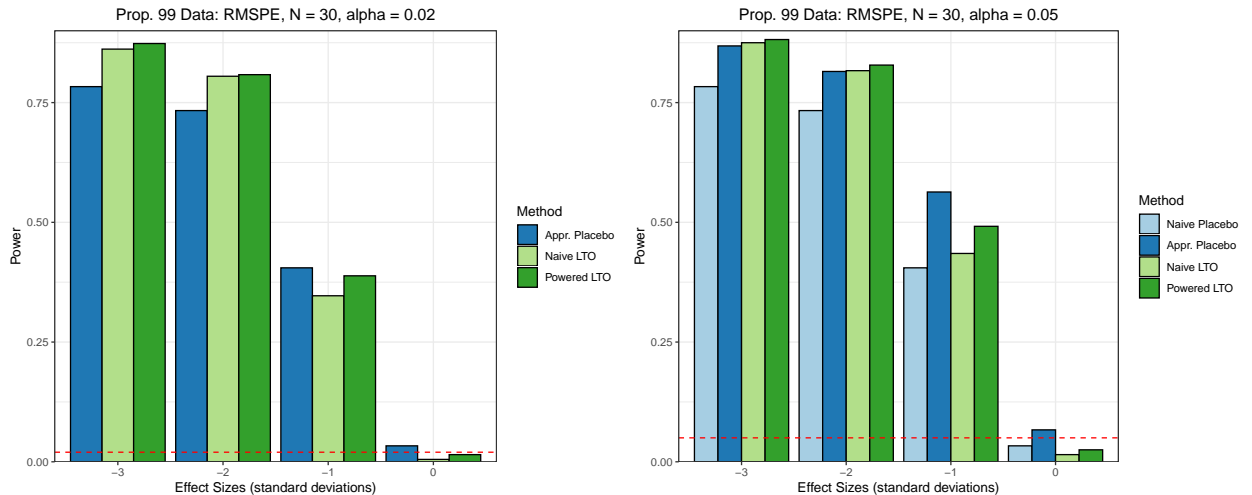 Prop. 99 Data: RMSPE, N = 30, alpha = 0.02
Power
0.75
0.50
0.25
0.00
−3
−2
−1
0
Effect Sizes (standard deviations)
Method
Appr. Placebo
Naive LTO
Powered LTO
Prop. 99 Data: RMSPE, N = 30, alpha = 0.05
Power
0.75
0.50
0.25
0.00
−3
−2
−1
0
Effect Sizes (standard deviations)
Method
Naive Placebo
Appr. Placebo
Naive LTO
Powered LTO